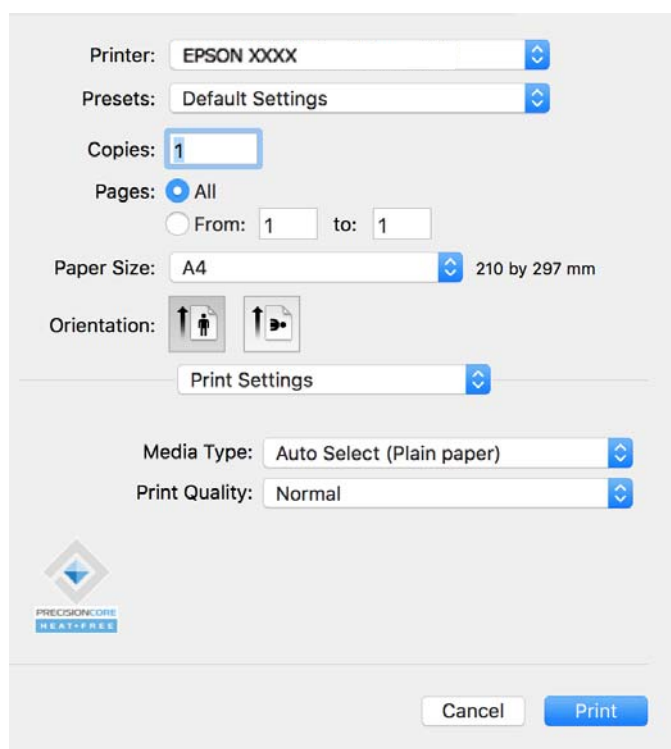 Printer: EPSON XXXX
Presets: Default Settings
Copies: 1
Pages: All
From: 1 to: 1
Paper Size: A4 210 by 297 mm
Orientation:
Print Settings
Media Type: Auto Select (Plain paper)
Print Quality: Normal
PRECISIONCORE
HEAT-FREE
Cancel Print